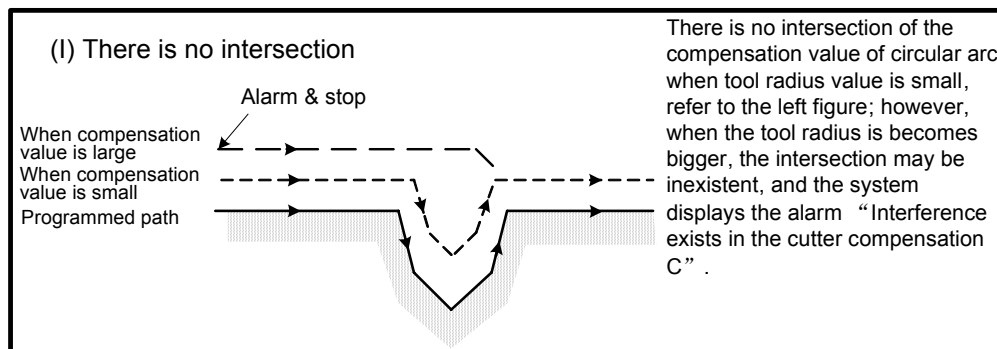 (I) There is no intersection
Alarm & stop
When compensation
value is large
When compensation
value is small
Programmed path
There is no intersection of the
compensation value of circular arc
when tool radius value is small,
refer to the left figure; however,
when the tool radius is becomes
bigger, the intersection may be
inexistent, and the system
displays the alarm “Interference
exists in the cutter compensation
C”.